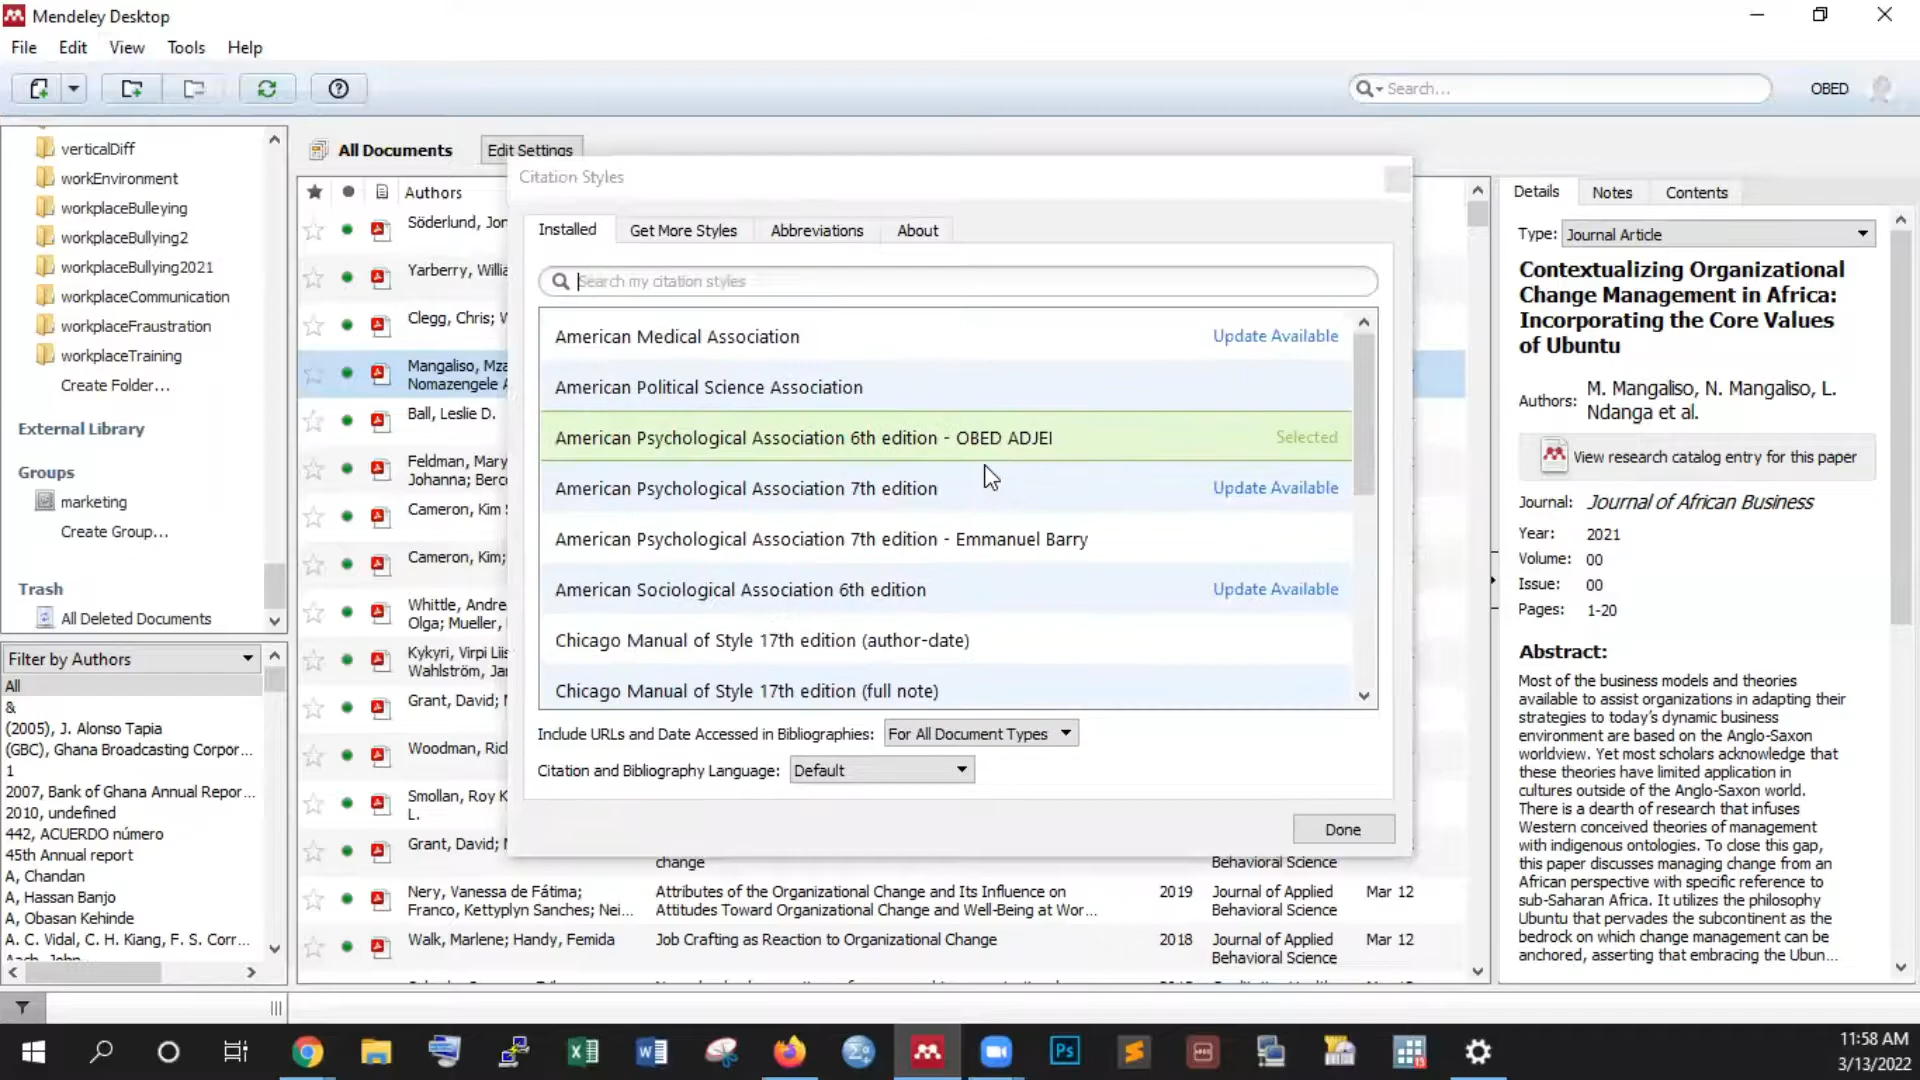 Mendeley Desktop
File Edit View Tools Help
Search...
OBED
verticalDiff
workEnvironment
workplaceBulleying
workplaceBullying2
workplaceBullying2021
workplaceCommunication
workplaceFraustration
workplaceTraining
Create Folder...
External Library
Groups
marketing
Create Group...
Trash
All Deleted Documents
Filter by Authors
All
&
(2005), J. Alonso Tapia
(GBC), Ghana Broadcasting Corpor...
1
2007, Bank of Ghana Annual Repor...
2010, undefined
442, ACUERDO número
45th Annual report
A, Chandan
A, Hassan Banjo
A, Obasan Kehinde
A. C. Vidal, C. H. Kiang, F. S. Corr...
All Documents
Edit Settings
Authors
Söderlund, Jon
Yarberry, Willia
Clegg, Chris; W
Mangaliso, Mza
Nomazengele A
Ball, Leslie D.
Feldman, Mary
Johanna; Berc
Cameron, Kim S
Cameron, Kim;
Whittle, Andre
Olga; Mueller,
Kykyri, Virpi Liis
Wahlström, Jar
Grant, David;
Woodman, Ric
Smollan, Roy K
L.
Grant, David;
change
Behavioral Science
Nery, Vanessa de Fátima;
Franco, Kettyplyn Sanches; Nei...
Attributes of the Organizational Change and Its Influence on
Attitudes Toward Organizational Change and Well-Being at Wor...
2019
Journal of Applied
Behavioral Science
Mar 12
Walk, Marlene; Handy, Femida
Job Crafting as Reaction to Organizational Change
2018
Journal of Applied
Behavioral Science
Mar 12
Citation Styles
Installed Get More Styles Abbreviations About
Search my citation styles
American Medical Association Update Available
American Political Science Association
American Psychological Association 6th edition - OBED ADJEI Selected
American Psychological Association 7th edition Update Available
American Psychological Association 7th edition - Emmanuel Barry
American Sociological Association 6th edition Update Available
Chicago Manual of Style 17th edition (author-date)
Chicago Manual of Style 17th edition (full note)
Include URLs and Date Accessed in Bibliographies: For All Document Types
Citation and Bibliography Language: Default
Done
Details Notes Contents
Type: Journal Article
Contextualizing Organizational
Change Management in Africa:
Incorporating the Core Values
of Ubuntu
Authors: M. Mangaliso, N. Mangaliso, L.
Ndanga et al.
View research catalog entry for this paper
Journal: Journal of African Business
Year: 2021
Volume: 00
Issue: 00
Pages: 1-20
Abstract:
Most of the business models and theories
available to assist organizations in adapting their
strategies to today's dynamic business
environment are based on the Anglo-Saxon
worldview. Yet most scholars acknowledge that
these theories have limited application in
cultures outside of the Anglo-Saxon world.
There is a dearth of research that infuses
Western conceived theories of management
with indigenous ontologies. To close this gap,
this paper discusses managing change from an
African perspective with specific reference to
sub-Saharan Africa. It utilizes the philosophy
Ubuntu that pervades the subcontinent as the
bedrock on which change management can be
anchored, asserting that embracing the Ubun...
Ps
11:58 AM
3/13/2022